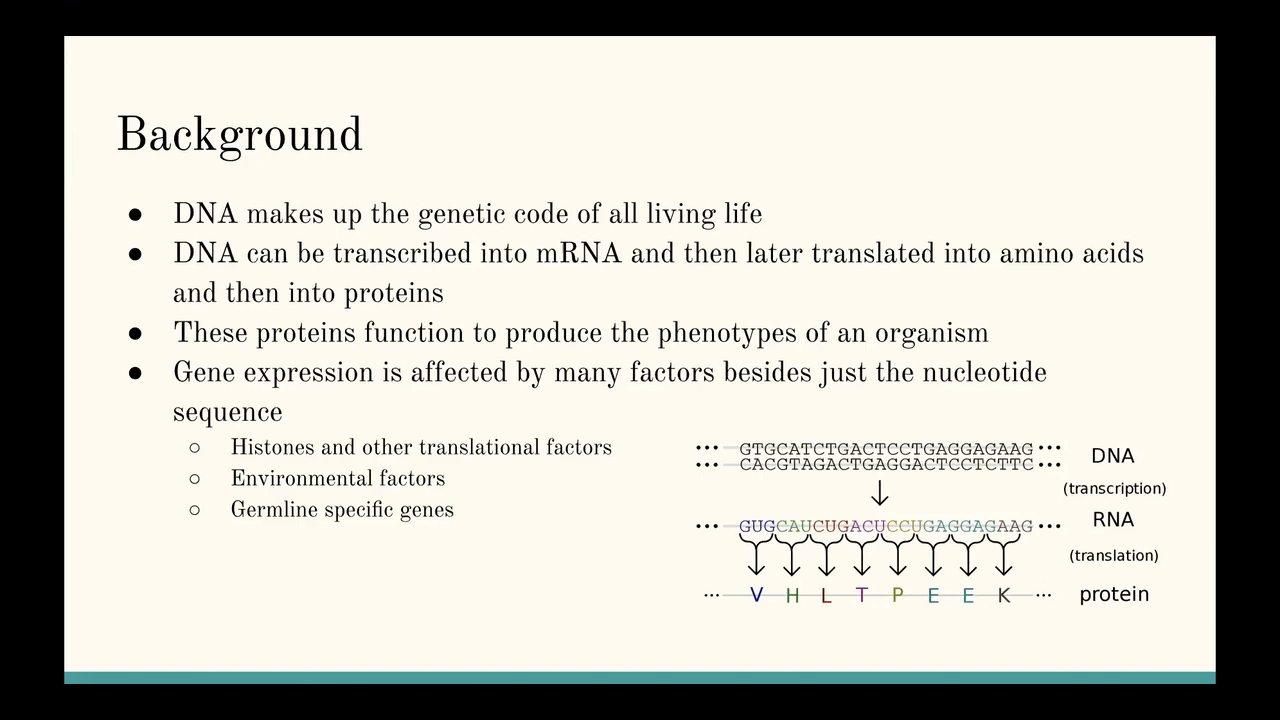 Background
● DNA makes up the genetic code of all living life
● DNA can be transcribed into mRNA and then later translated into amino acids
and then into proteins
● These proteins function to produce the phenotypes of an organism
● Gene expression is affected by many factors besides just the nucleotide
sequence
○ Histones and other translational factors
○ Environmental factors
○ Germline specific genes
••• GTGCATCTGACTCCTGAGGAGAAG •••
••• CACGTAGACTGAGGACTCCTCTTC •••
DNA
(transcription)
••• GUGCAUCUGACUCCUGAGGAGAAG •••
RNA
(translation)
... V H L T P E E K ...
protein